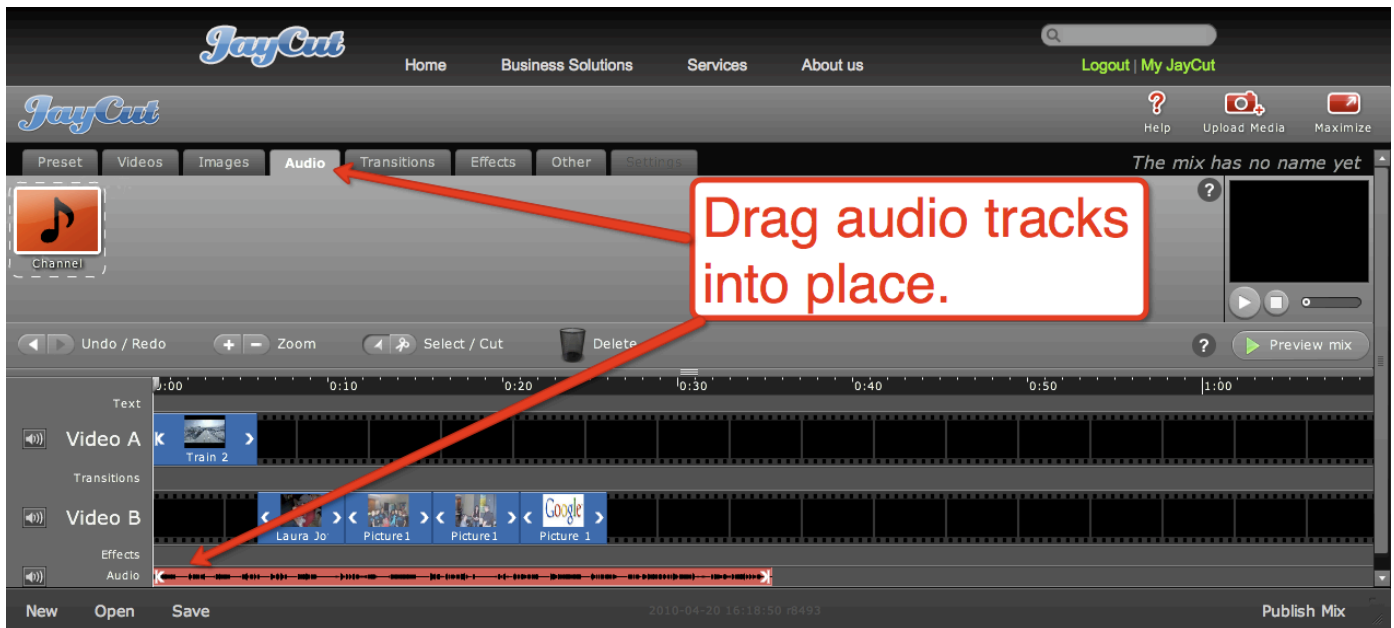 JayCut
Home Business Solutions Services About us
Logout | My JayCut
JayCut
Help Upload Media Maximize
Preset Videos Images Audio Transitions Effects Other Settings
The mix has no name yet
?
Channel
Drag audio tracks
into place.
Undo / Redo + - Zoom Select / Cut Delete ? Preview mix
0:00 0:10 0:20 0:30 0:40 0:50 1:00
Text
Video A
Train 2
Transitions
Video B
Google
Laura Jo Picture1 Picture1 Picture 1
Effects
Audio
New Open Save 2010-04-20 16:18:50 r8493 Publish Mix